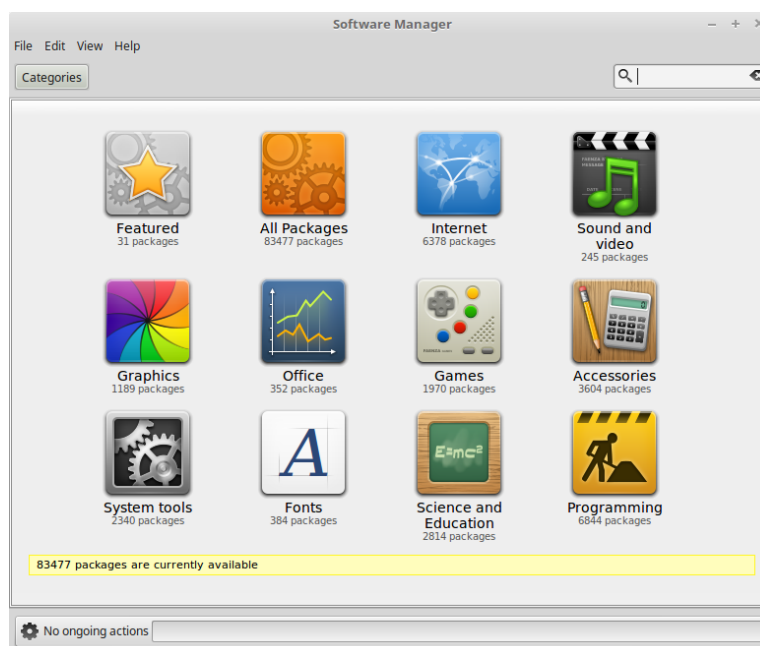 Software Manager
File Edit View Help
Categories
Featured
31 packages
All Packages
83477 packages
Internet
6378 packages
Sound and
video
245 packages
Graphics
1189 packages
Office
352 packages
Games
1970 packages
Accessories
3604 packages
System tools
2340 packages
Fonts
384 packages
E=mc²
Science and
Education
2814 packages
Programming
6844 packages
83477 packages are currently available
No ongoing actions